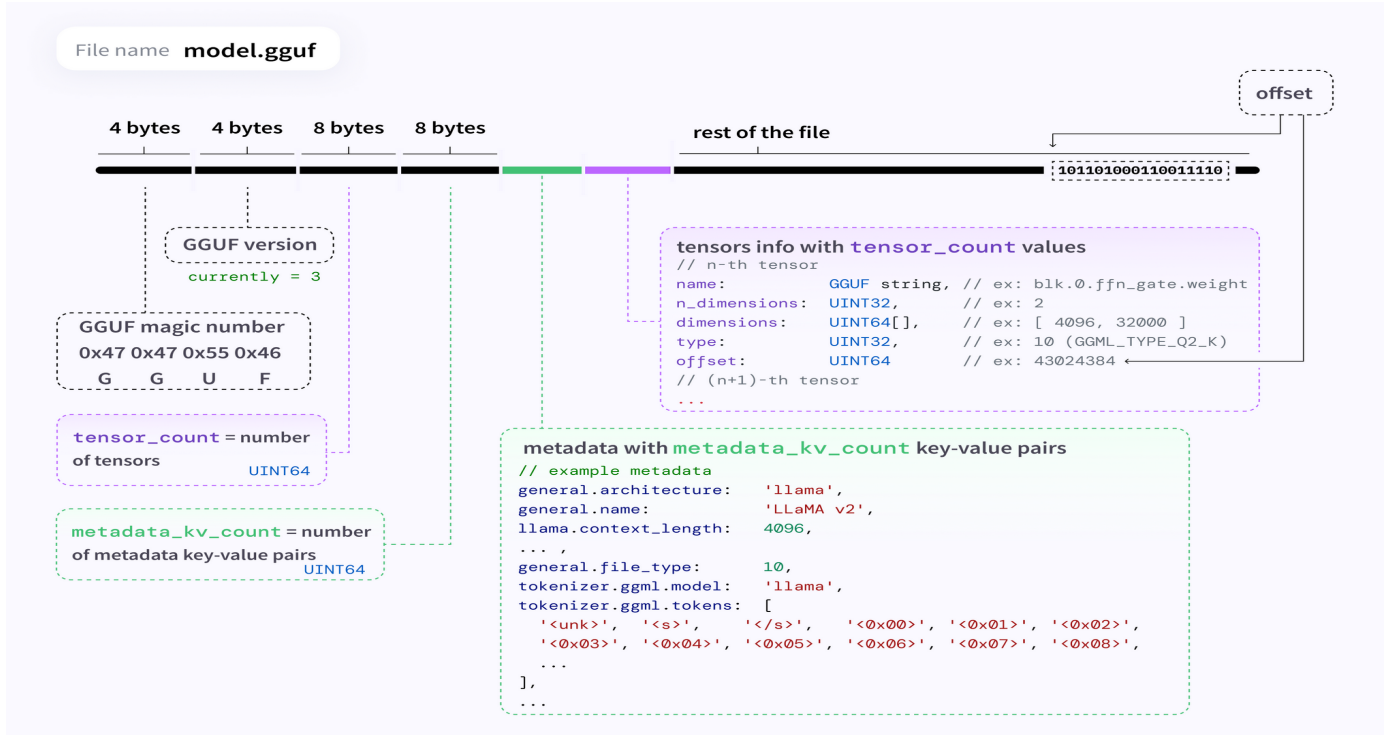 File name model.gguf
offset
4 bytes 4 bytes 8 bytes 8 bytes
rest of the file
101101000110011110
GGUF version
currently = 3
GGUF magic number
0x47 0x47 0x55 0x46
G G U F
tensor_count = number
of tensors
UINT64
metadata_kv_count = number
of metadata key-value pairs
UINT64
tensors info with tensor_count values
// n-th tensor
name: GGUF string, // ex: blk.0.ffn_gate.weight
n_dimensions: UINT32, // ex: 2
dimensions: UINT64[], // ex: [ 4096, 32000 ]
type: UINT32, // ex: 10 (GGML_TYPE_Q2_K)
offset: UINT64 // ex: 43024384
// (n+1)-th tensor
...
metadata with metadata_kv_count key-value pairs
// example metadata
general.architecture: 'llama',
general.name: 'LLaMA v2',
llama.context_length: 4096,
... ,
general.file_type: 10,
tokenizer.ggml.model: 'llama',
tokenizer.ggml.tokens: [
'<unk>', '<s>', '</s>', '<0x00>', '<0x01>', '<0x02>',
'<0x03>', '<0x04>', '<0x05>', '<0x06>', '<0x07>', '<0x08>',
...
],
...